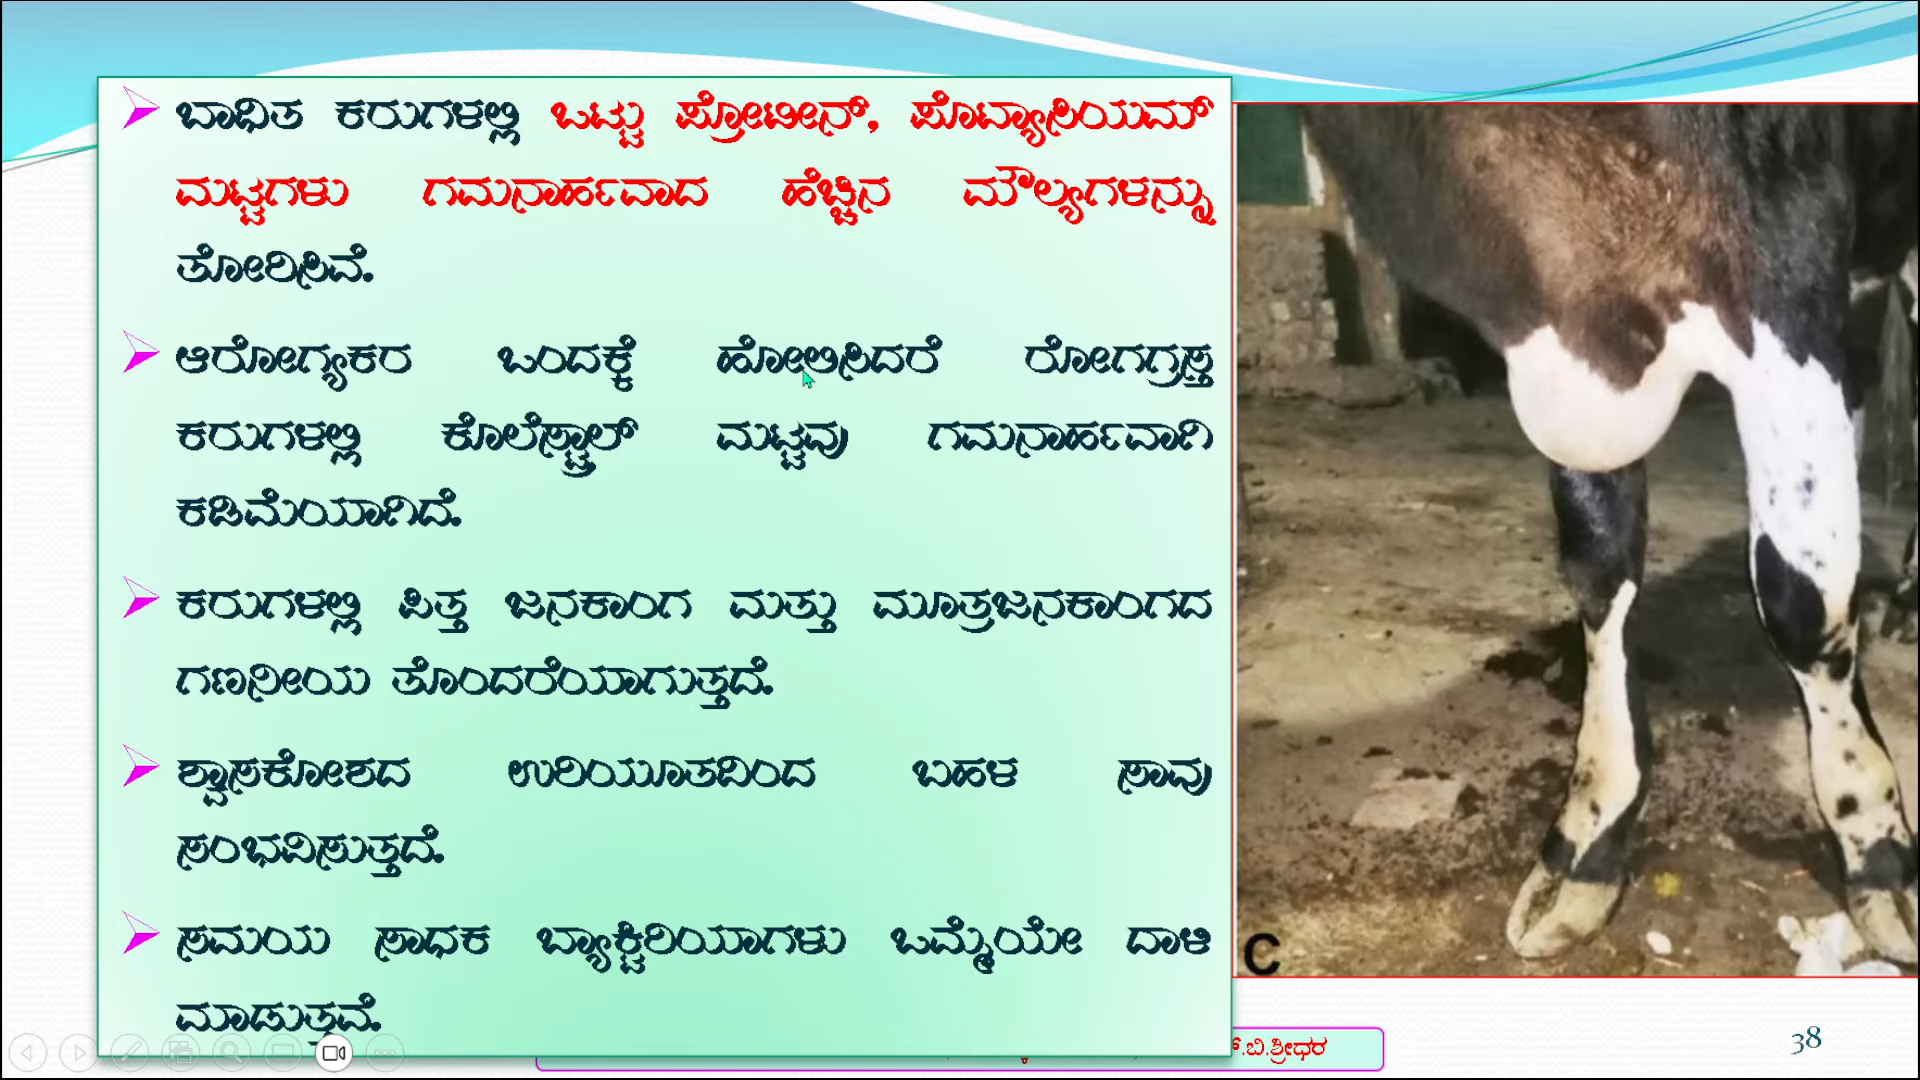 ಬಾಧಿತ ಕರುಗಳಲ್ಲಿ ಒಟ್ಟು ಪ್ರೋಟೀನ್, ಪೊಟ್ಯಾಸಿಯಮ್
ಮಟ್ಟಗಳು ಗಮನಾರ್ಹವಾದ ಹೆಚ್ಚಿನ ಮೌಲ್ಯಗಳನ್ನು
ತೋರಿಸಿವೆ.
ಆರೋಗ್ಯಕರ ಒಂದಕ್ಕೆ ಹೋಲಿಸಿದರೆ ರೋಗಗ್ರಸ್ತ
ಕರುಗಳಲ್ಲಿ ಕೊಲೆಸ್ಟ್ರಾಲ್ ಮಟ್ಟವು ಗಮನಾರ್ಹವಾಗಿ
ಕಡಿಮೆಯಾಗಿದೆ.
ಕರುಗಳಲ್ಲಿ ಪಿತ್ತ ಜನಕಾಂಗ ಮತ್ತು ಮೂತ್ರಜನಕಾಂಗದ
ಗಣನೀಯ ತೊಂದರೆಯಾಗುತ್ತದೆ.
ಶ್ವಾಸಕೋಶದ ಉರಿಯೂತದಿಂದ ಬಹಳ ಸಾವು
ಸಂಭವಿಸುತ್ತದೆ.
ಸಮಯ ಸಾಧಕ ಬ್ಯಾಕ್ಟಿರಿಯಾಗಳು ಒಮ್ಮೆಯೇ ದಾಳಿ
ಮಾಡುತ್ತವೆ.
C
.ಬಿ.ಶ್ರೀಧರ
38